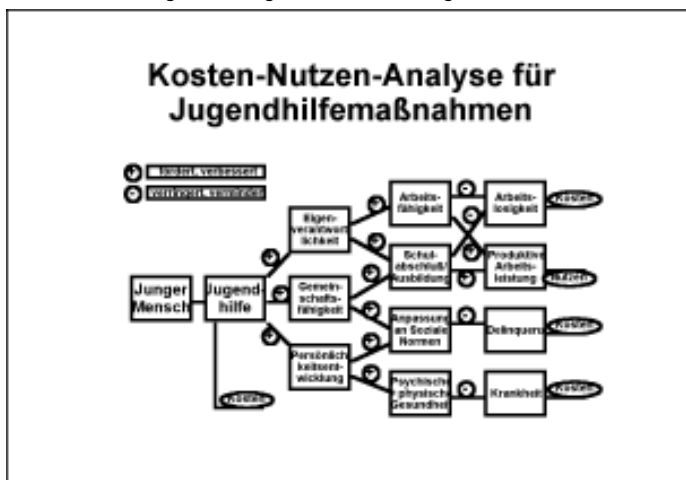 Kosten-Nutzen-Analyse für
Jugendhilfemaßnahmen
+ fördert, verbessert
- verringert, vermindert
Junger
Mensch
Jugend-
hilfe
Kosten
Eigen-
verantwort
lichkeit
Gemein-
schafts-
fähigkeit
Persönlich
keitsent-
wicklung
Arbeits-
fähigkeit
Schul-
abschluß/
Ausbildung
Anpassung
an Soziale
Normen
Psychische
physische
Gesundheit
Arbeits-
losigkeit
Kosten
Produktive
Arbeits-
leistung
Nutzen
Delinquenz
Kosten
Krankheit
Kosten